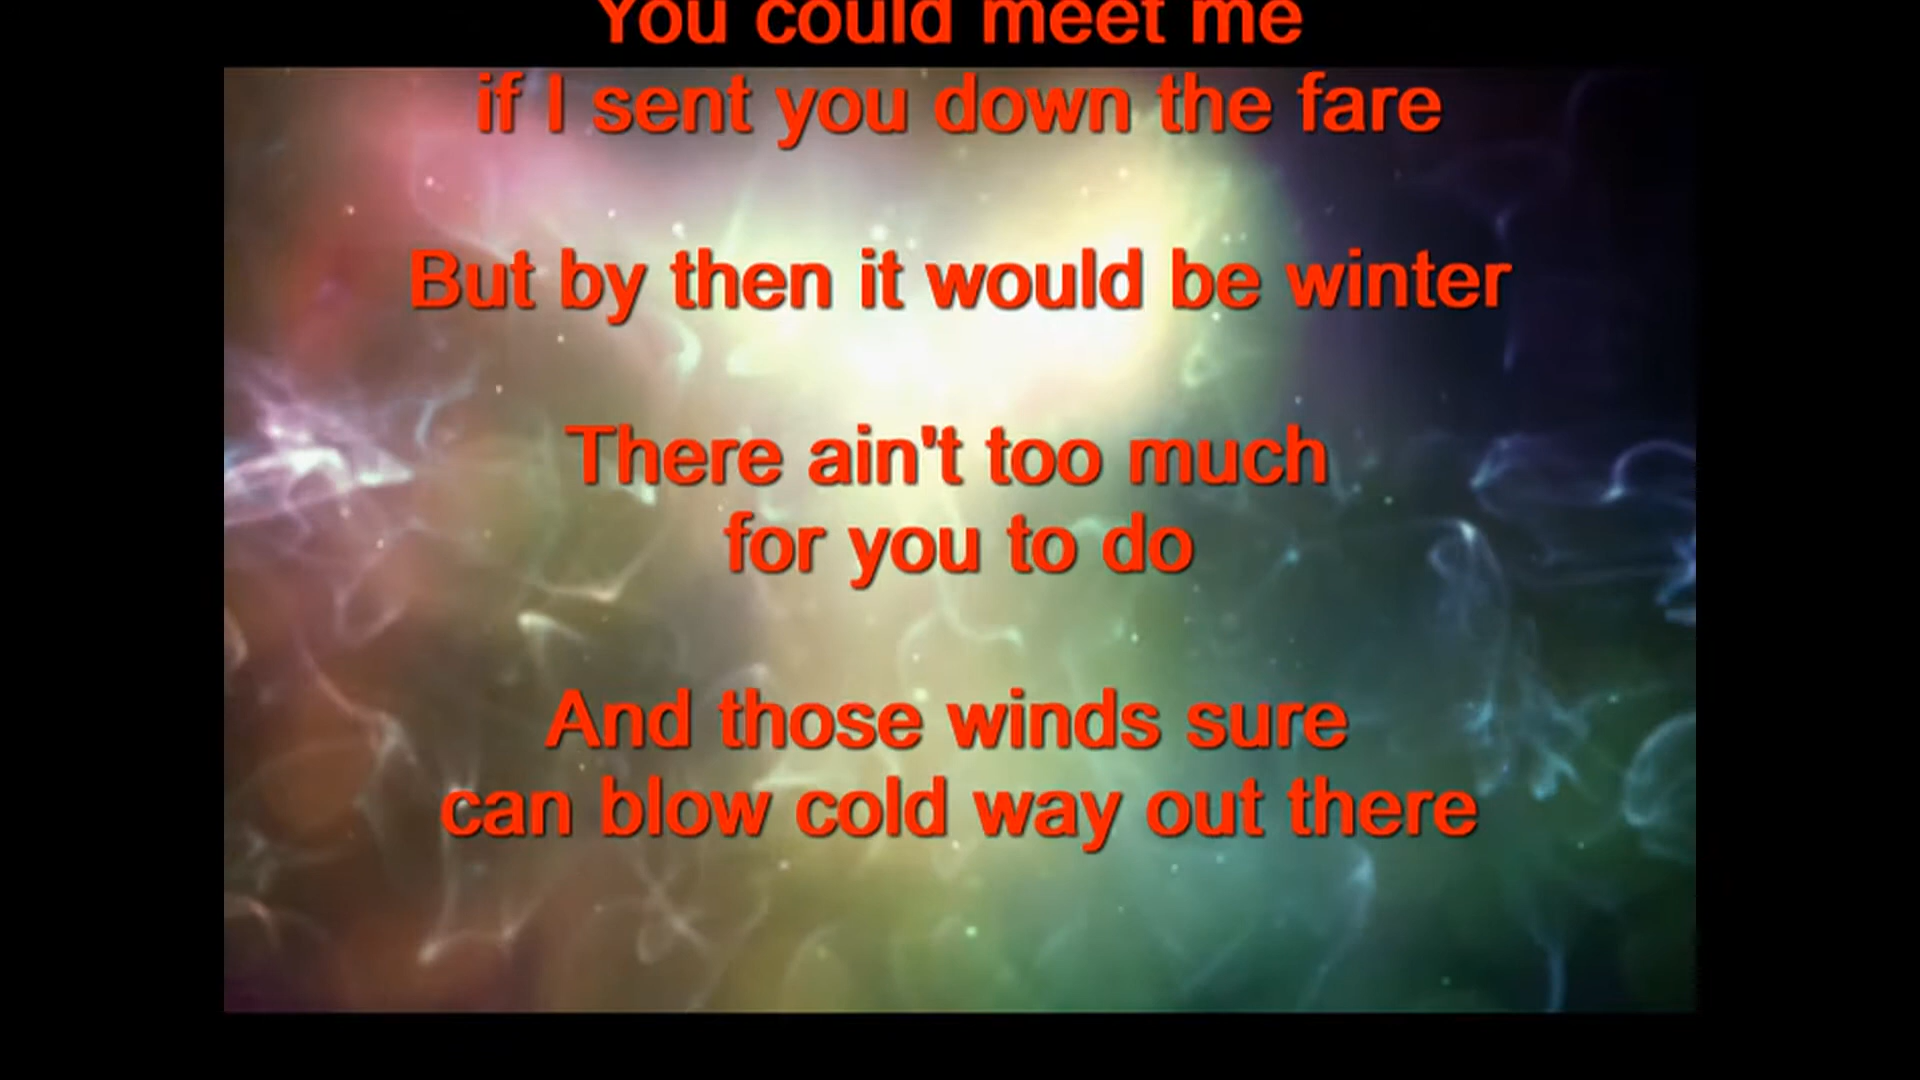 You could meet me
if I sent you down the fare
But by then it would be winter
There ain't too much
for you to do
And those winds sure
can blow cold way out there